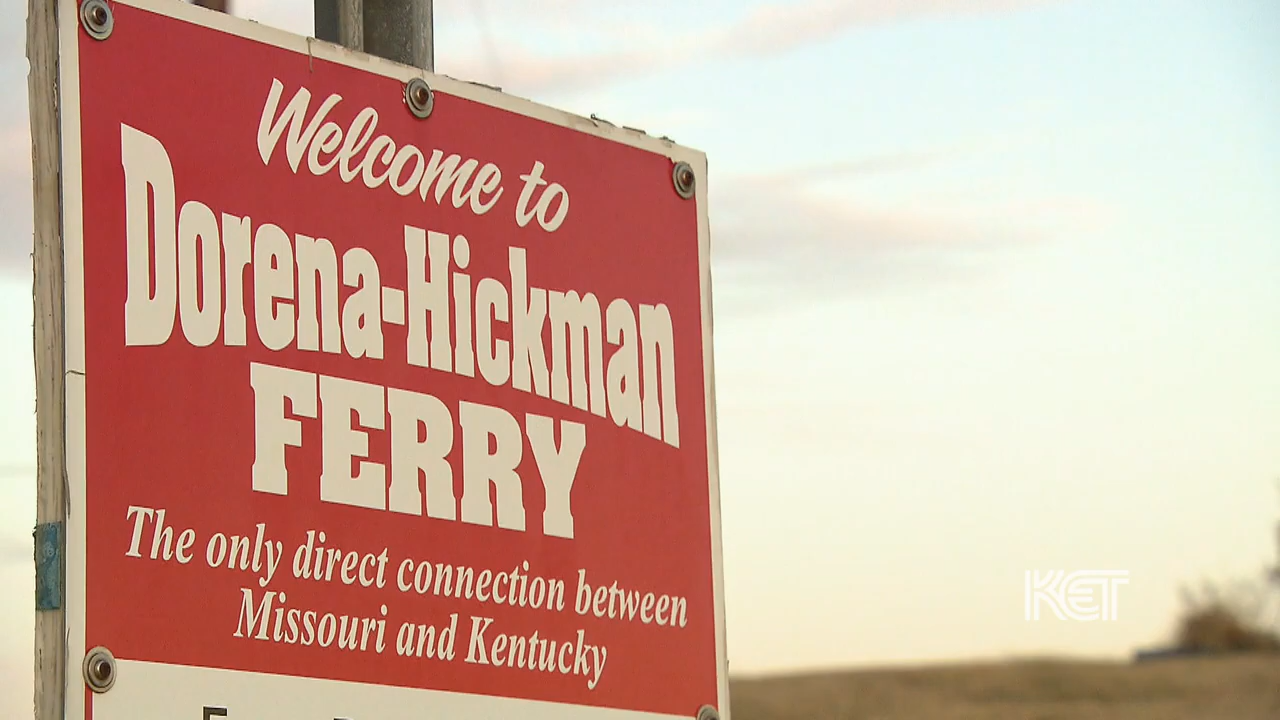 Welcome to
Dorena-Hickman
FERRY
The only direct connection between
Missouri and Kentucky
KET